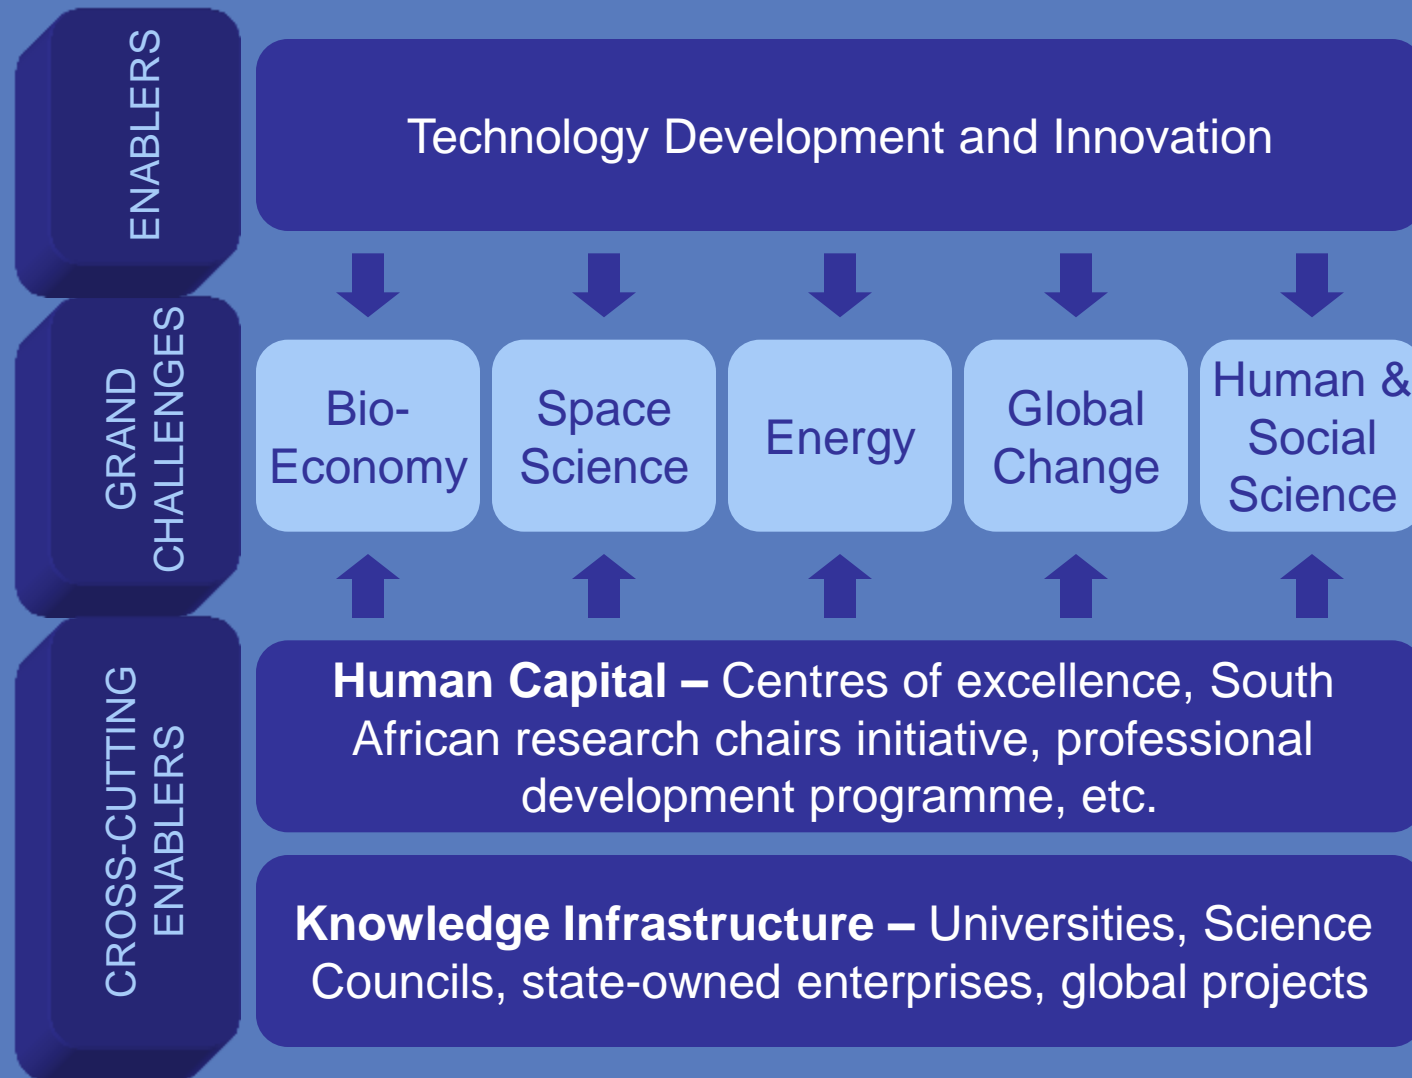 ENABLERS
Technology Development and Innovation
GRAND
CHALLENGES
Bio-
Economy
Space
Science
Energy
Global
Change
Human &
Social
Science
CROSS-CUTTING
ENABLERS
Human Capital – Centres of excellence, South
African research chairs initiative, professional
development programme, etc.
Knowledge Infrastructure – Universities, Science
Councils, state-owned enterprises, global projects